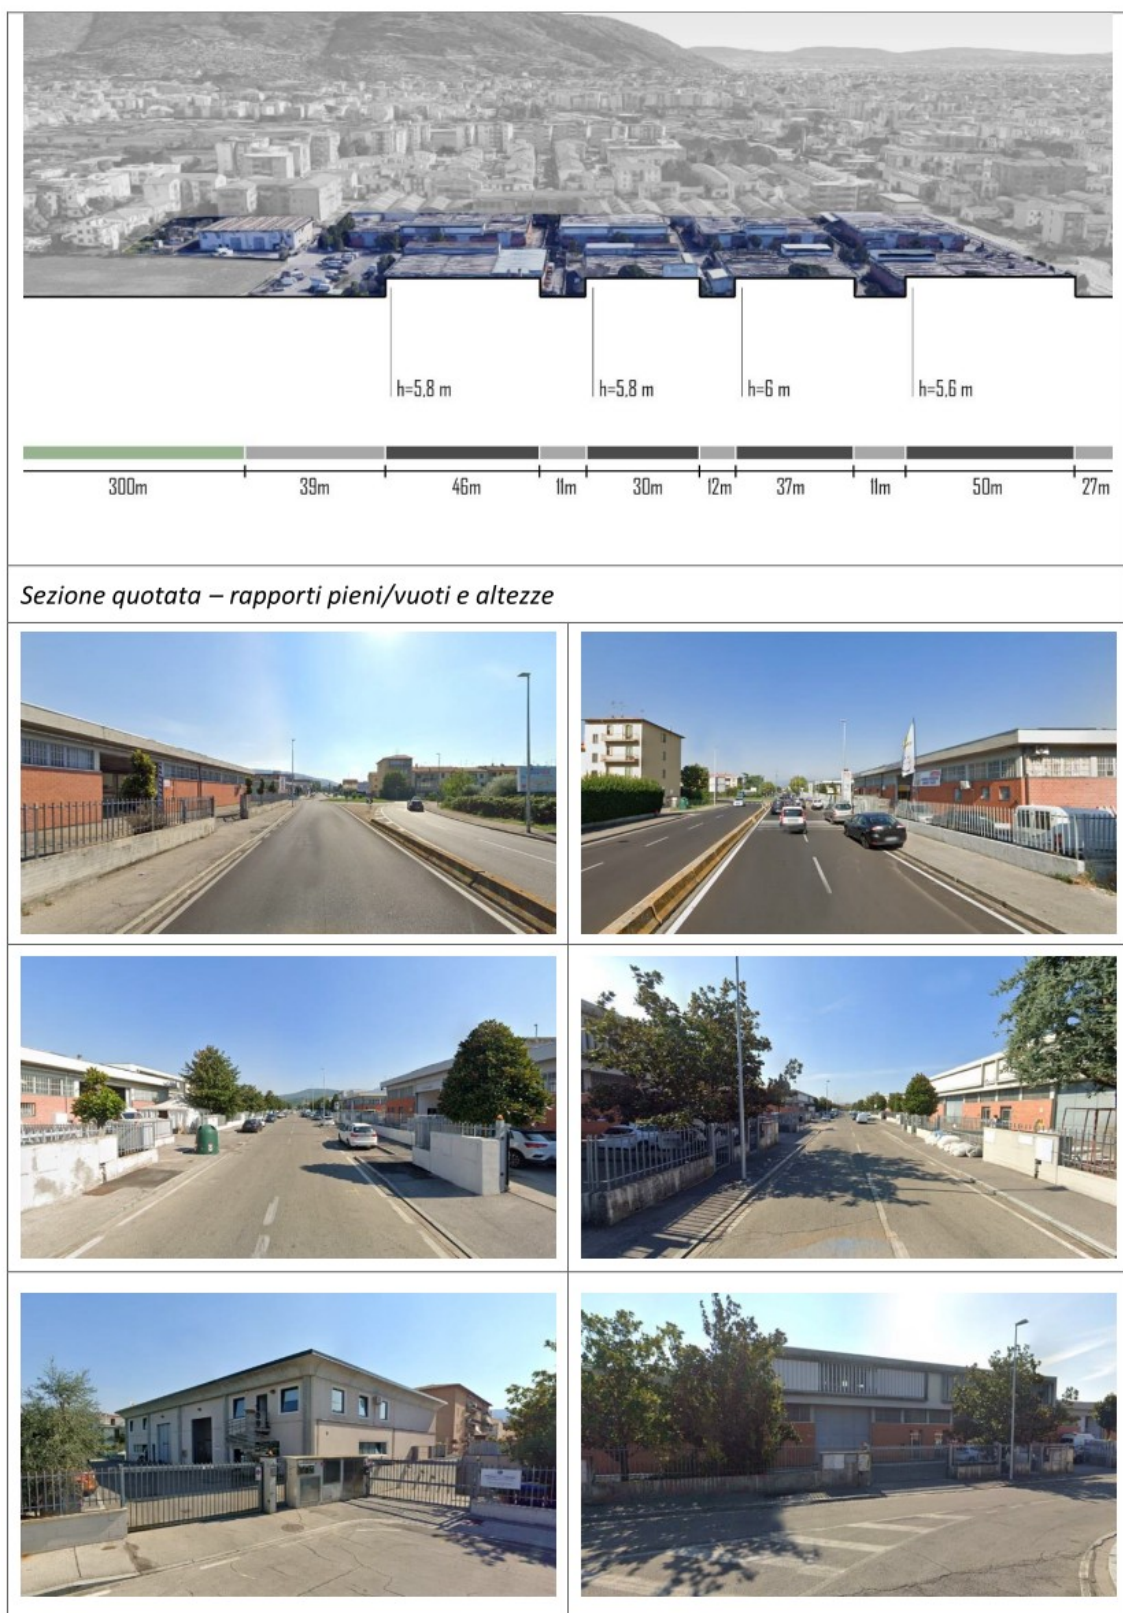 h=5,8 m
h=5,8 m
h=6 m
h=5,6 m
300m
39m
46m
11m
30m
12m
37m
11m
50m
27m
Sezione quotata – rapporti pieni/vuoti e altezze